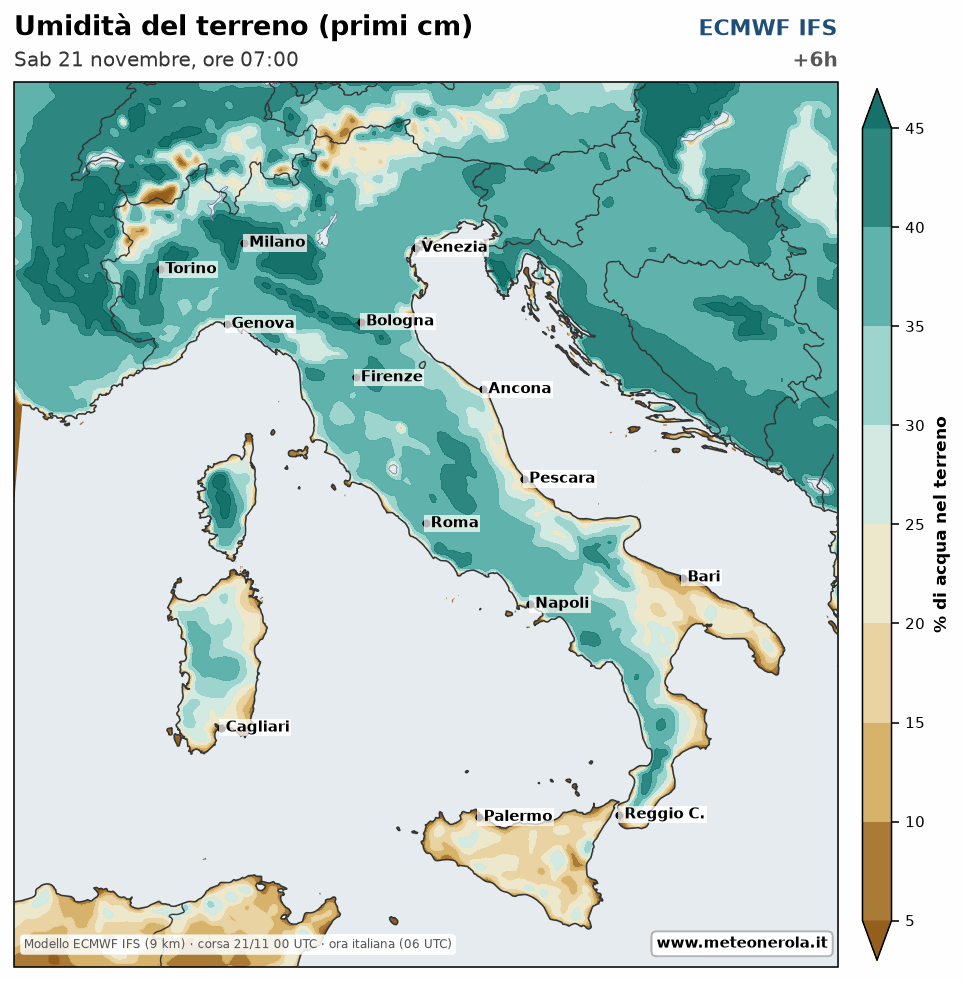 Umidità del terreno (primi cm)
ECMWF IFS
Sab 21 novembre, ore 07:00
+6h
Milano
Venezia
Torino
Genova
Bologna
Firenze
Ancona
Pescara
Roma
Bari
Napoli
Cagliari
Palermo
Reggio C.
45
40
35
30
25
20
15
10
5
% di acqua nel terreno
Modello ECMWF IFS (9 km) · corsa 21/11 00 UTC · ora italiana (06 UTC)
www.meteonerola.it